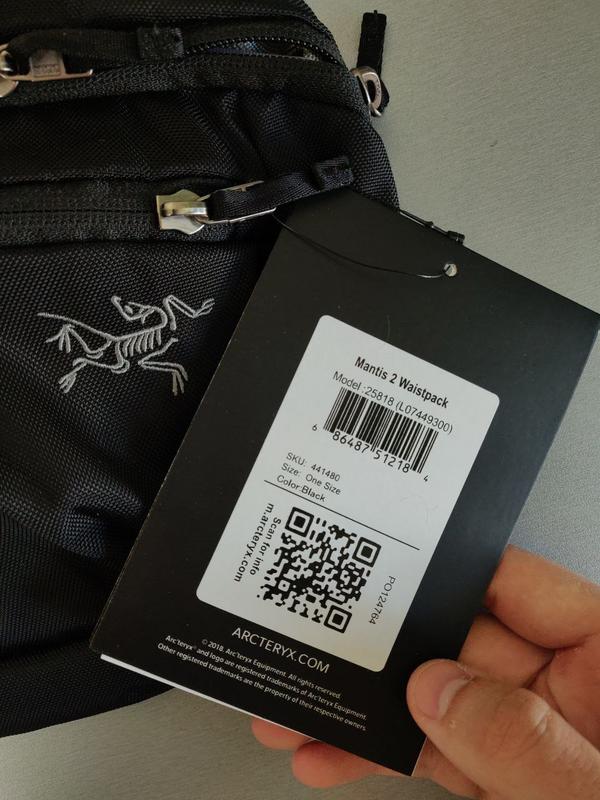 Mantis 2 Waistpack
Model :25818 (L07449300)
6 86487 51218 4
SKU: 441480
Size: One Size
Color:Black
Scan for info
m.arcteryx.com
PO124764
ARCTERYX.COM
© 2018. Arc'teryx Equipment. All rights reserved.
Arc'teryx® and logo are registered trademarks of Arc'teryx Equipment.
Other registered trademarks are the property of their respective owners.